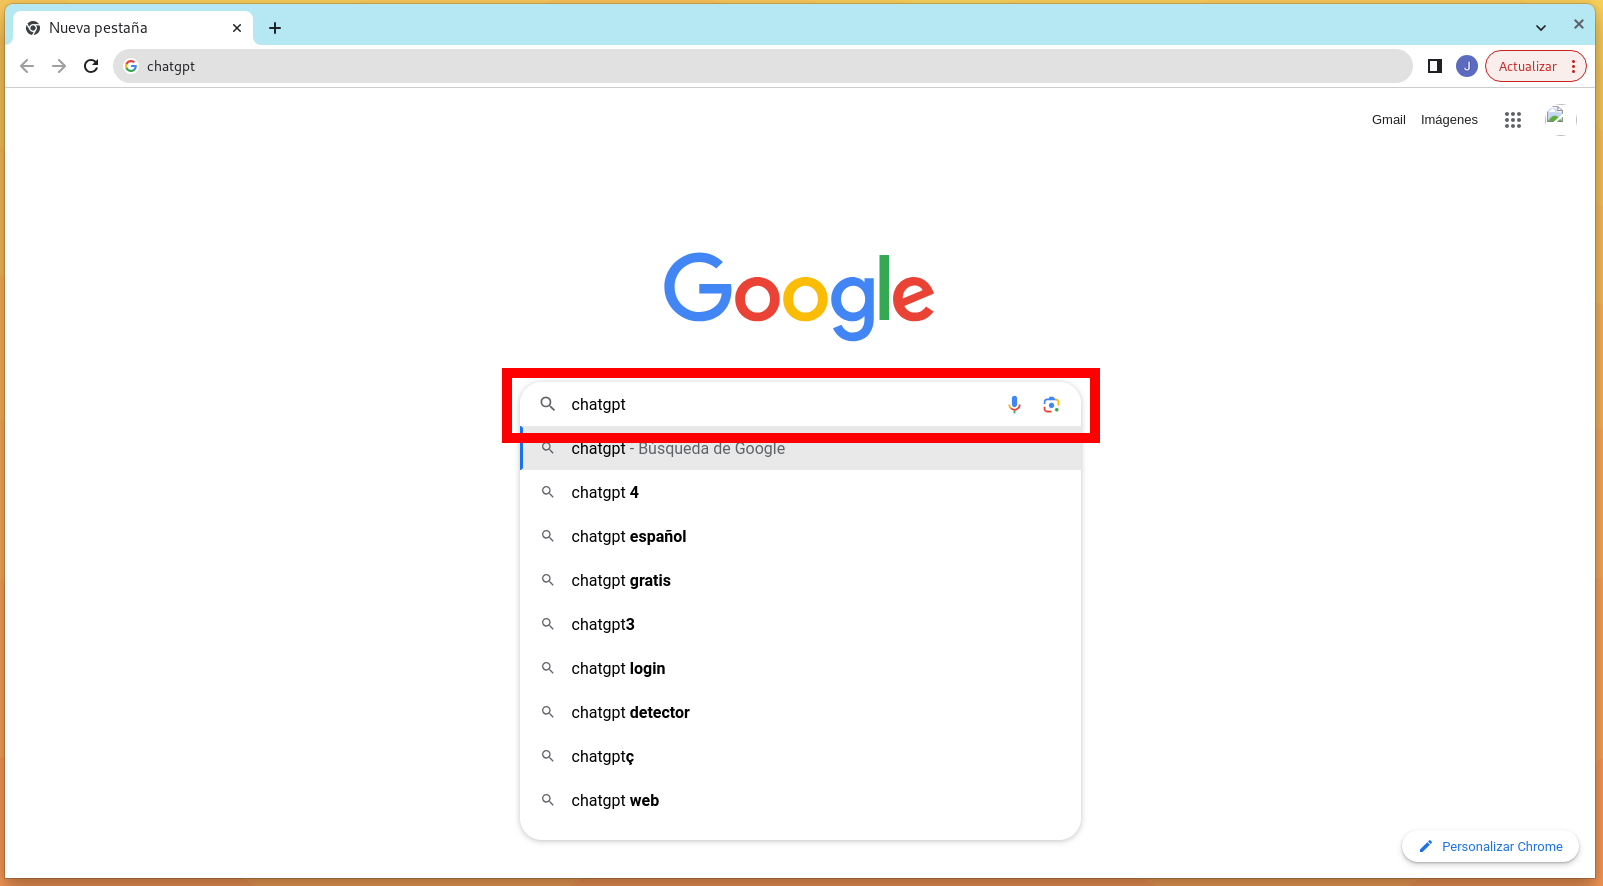 Nueva pestaña
chatgpt
J
Actualizar
Gmail Imágenes
Google
chatgpt
chatgpt - Búsqueda de Google
chatgpt 4
chatgpt español
chatgpt gratis
chatgpt3
chatgpt login
chatgpt detector
chatgptç
chatgpt web
Personalizar Chrome